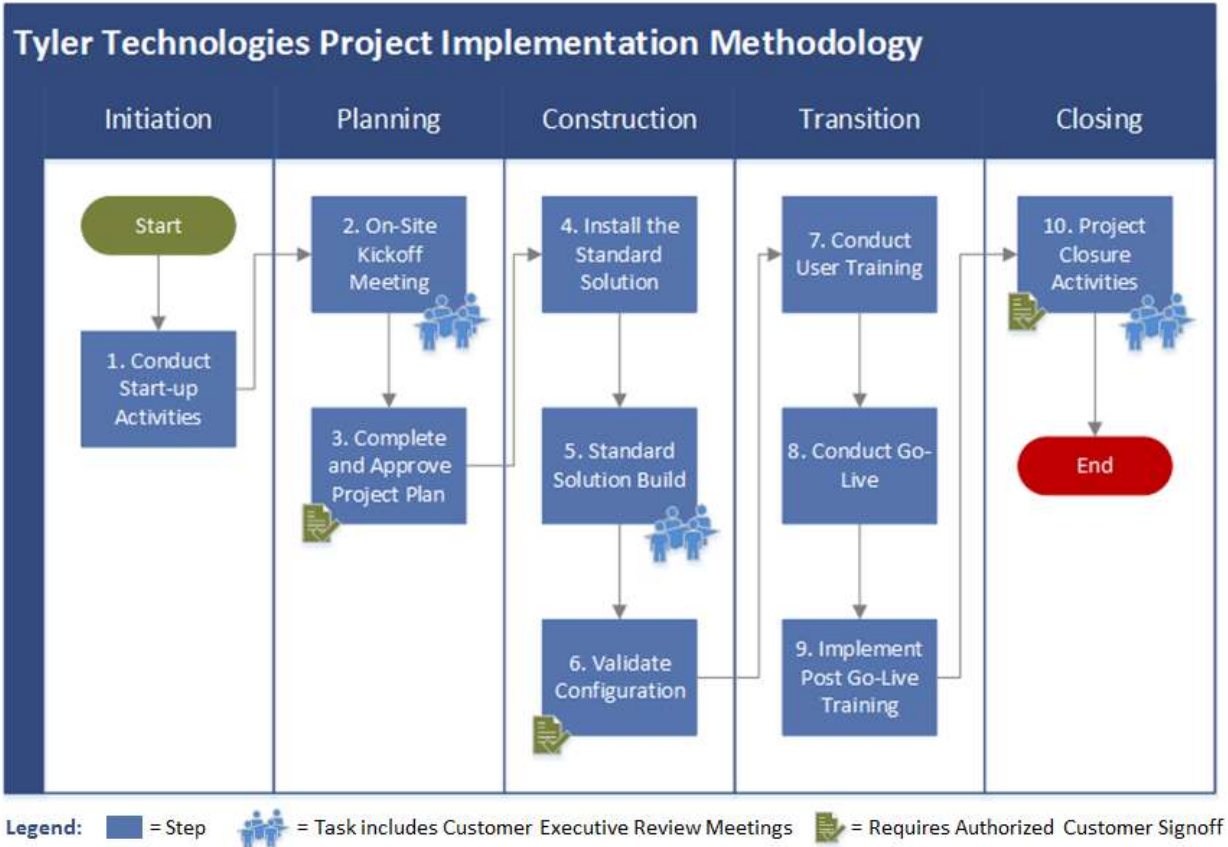 Tyler Technologies Project Implementation Methodology
Initiation
Planning
Construction
Transition
Closing
Start
1. Conduct
Start-up
Activities
2. On-Site
Kickoff
Meeting
3. Complete
and Approve
Project Plan
4. Install the
Standard
Solution
5. Standard
Solution Build
6. Validate
Configuration
7. Conduct
User Training
8. Conduct Go-
Live
9. Implement
Post Go-Live
Training
10. Project
Closure
Activities
End
Legend: = Step = Task includes Customer Executive Review Meetings = Requires Authorized Customer Signoff